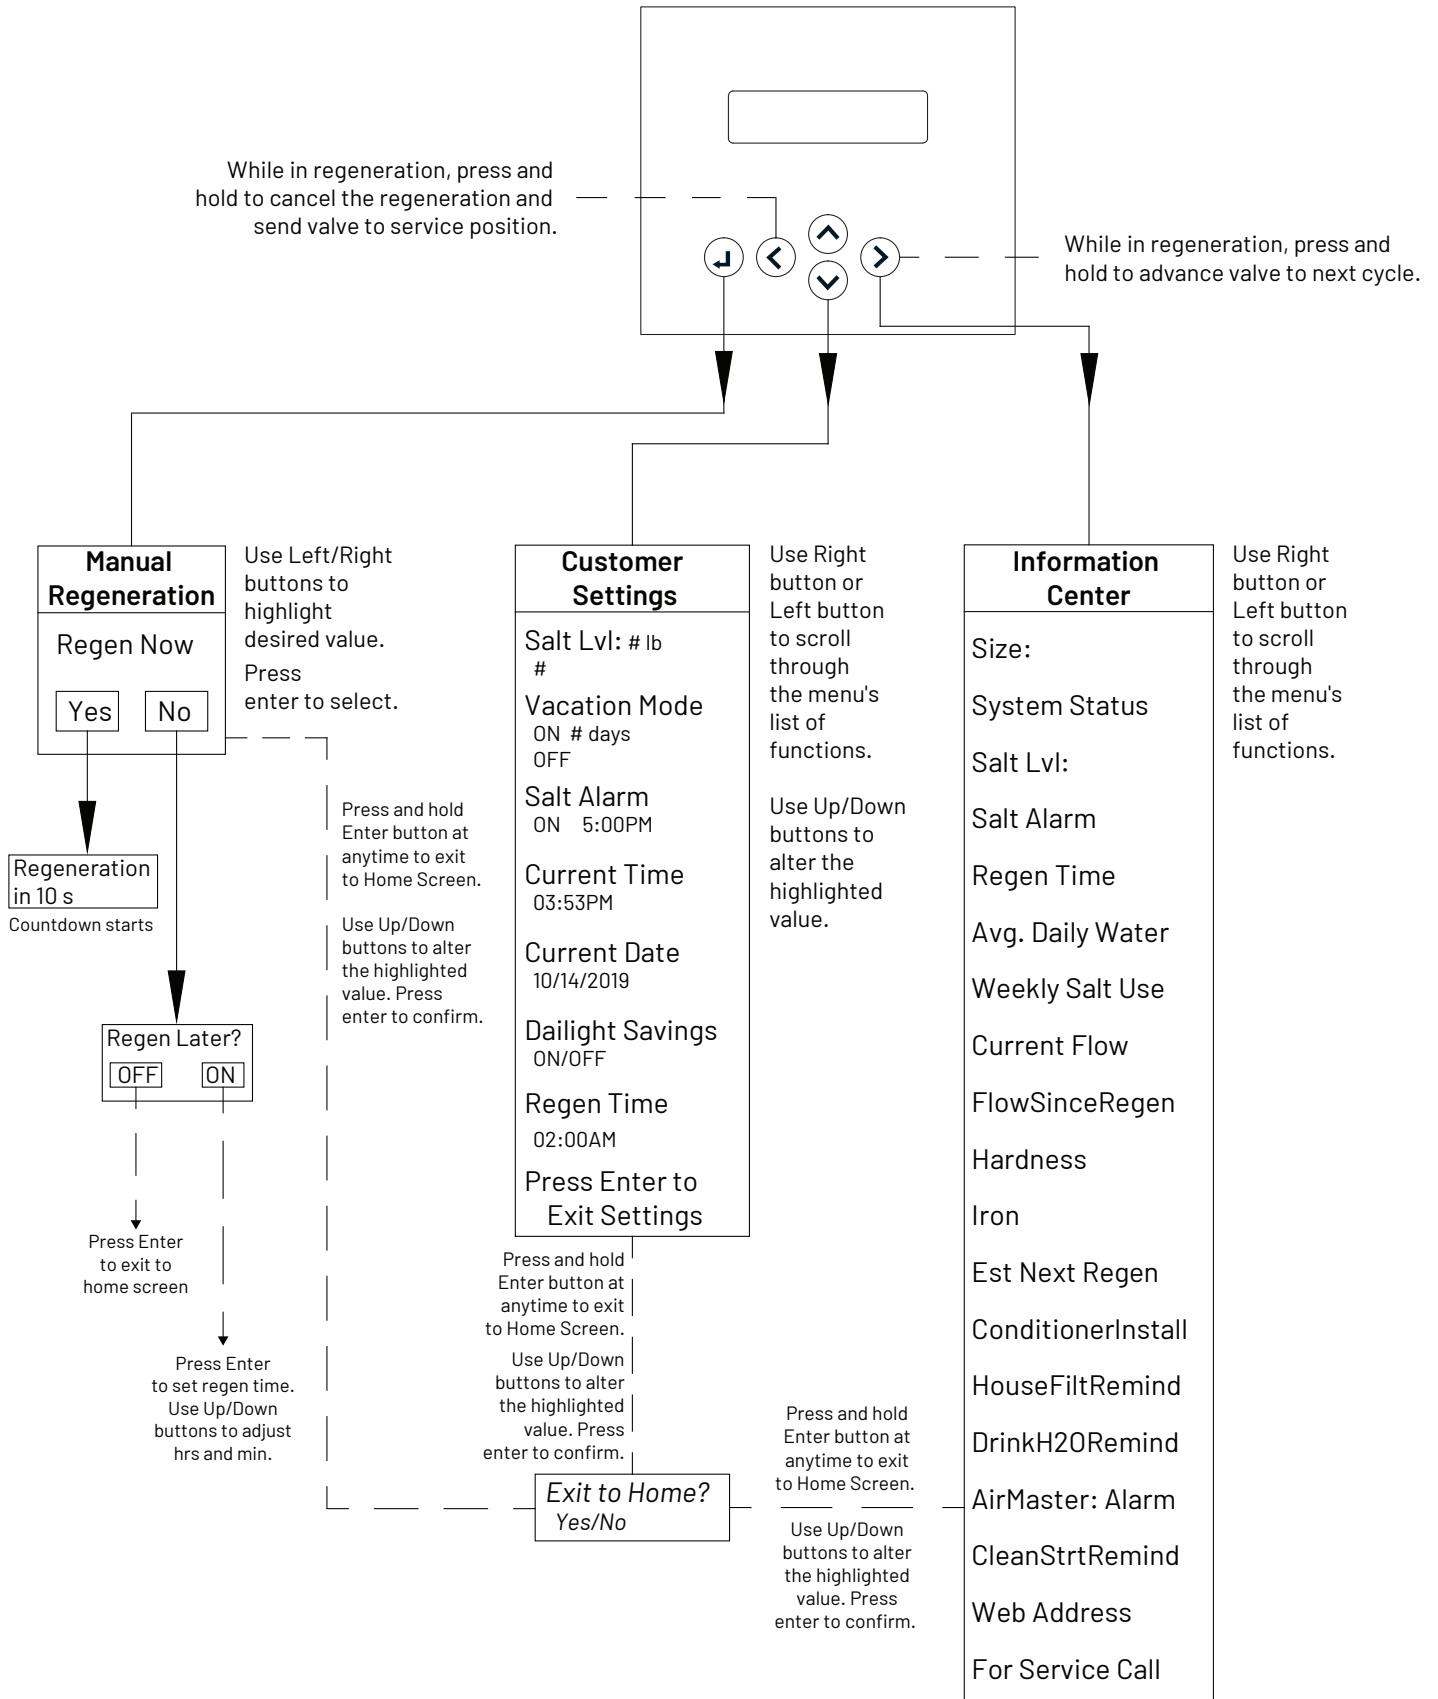 While in regeneration, press and
hold to cancel the regeneration and
send valve to service position.
While in regeneration, press and
hold to advance valve to next cycle.
Manual
Regeneration
Regen Now
Yes
No
Use Left/Right
buttons to
highlight
desired value.
Press
enter to select.
Regeneration
in 10 s
Countdown starts
Regen Later?
OFF
ON
Press Enter
to exit to
home screen
Press Enter
to set regen time.
Use Up/Down
buttons to adjust
hrs and min.
Press and hold
Enter button at
anytime to exit
to Home Screen.
Use Up/Down
buttons to alter
the highlighted
value. Press
enter to confirm.
Customer
Settings
Salt Lvl: # lb
#
Vacation Mode
ON # days
OFF
Salt Alarm
ON 5:00PM
Current Time
03:53PM
Current Date
10/14/2019
Dailight Savings
ON/OFF
Regen Time
02:00AM
Press Enter to
Exit Settings
Use Right
button or
Left button
to scroll
through
the menu's
list of
functions.
Use Up/Down
buttons to
alter the
highlighted
value.
Press and hold
Enter button at
anytime to exit
to Home Screen.
Use Up/Down
buttons to alter
the highlighted
value. Press
enter to confirm.
Exit to Home?
Yes/No
Press and hold
Enter button at
anytime to exit
to Home Screen.
Use Up/Down
buttons to alter
the highlighted
value. Press
enter to confirm.
Information
Center
Size:
System Status
Salt Lvl:
Salt Alarm
Regen Time
Avg. Daily Water
Weekly Salt Use
Current Flow
FlowSinceRegen
Hardness
Iron
Est Next Regen
ConditionerInstall
HouseFiltRemind
DrinkH2ORemind
AirMaster: Alarm
CleanStrtRemind
Web Address
For Service Call
Use Right
button or
Left button
to scroll
through
the menu's
list of
functions.